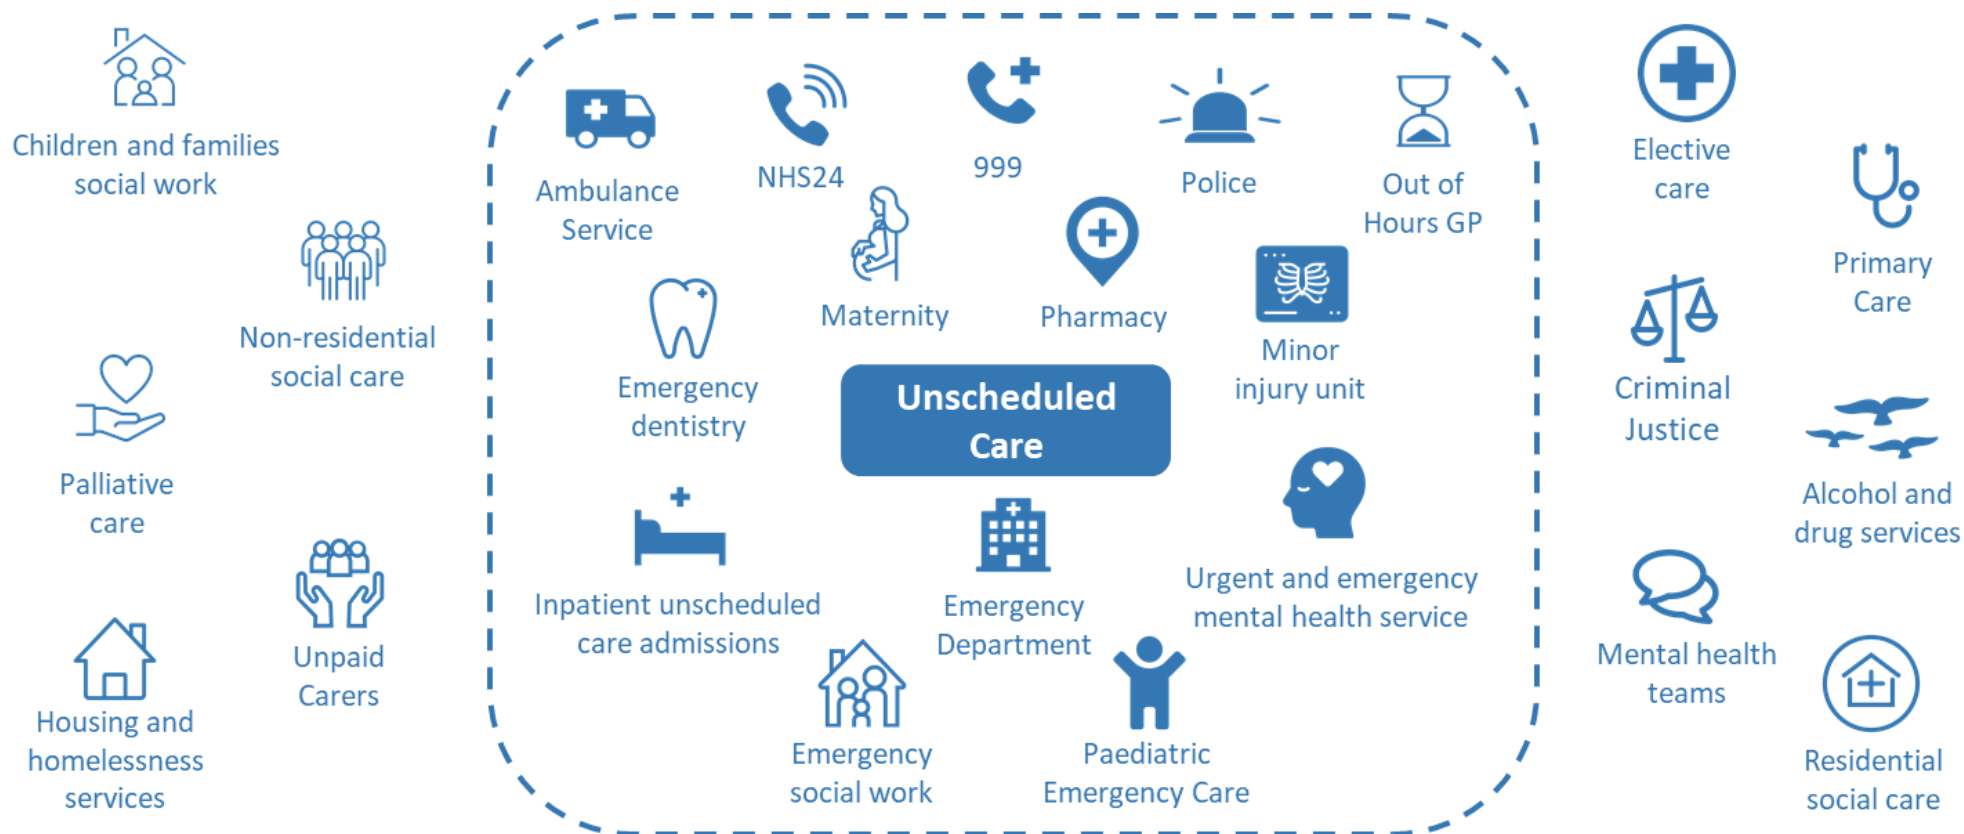 Children and families
social work
Non-residential
social care
Palliative
care
Unpaid
Carers
Housing and
homelessness
services
Ambulance
Service
NHS24
999
Police
Out of
Hours GP
Maternity
Pharmacy
Minor
injury unit
Emergency
dentistry
Unscheduled
Care
Inpatient unscheduled
care admissions
Emergency
Department
Urgent and emergency
mental health service
Emergency
social work
Paediatric
Emergency Care
Elective
care
Primary
Care
Criminal
Justice
Alcohol and
drug services
Mental health
teams
Residential
social care